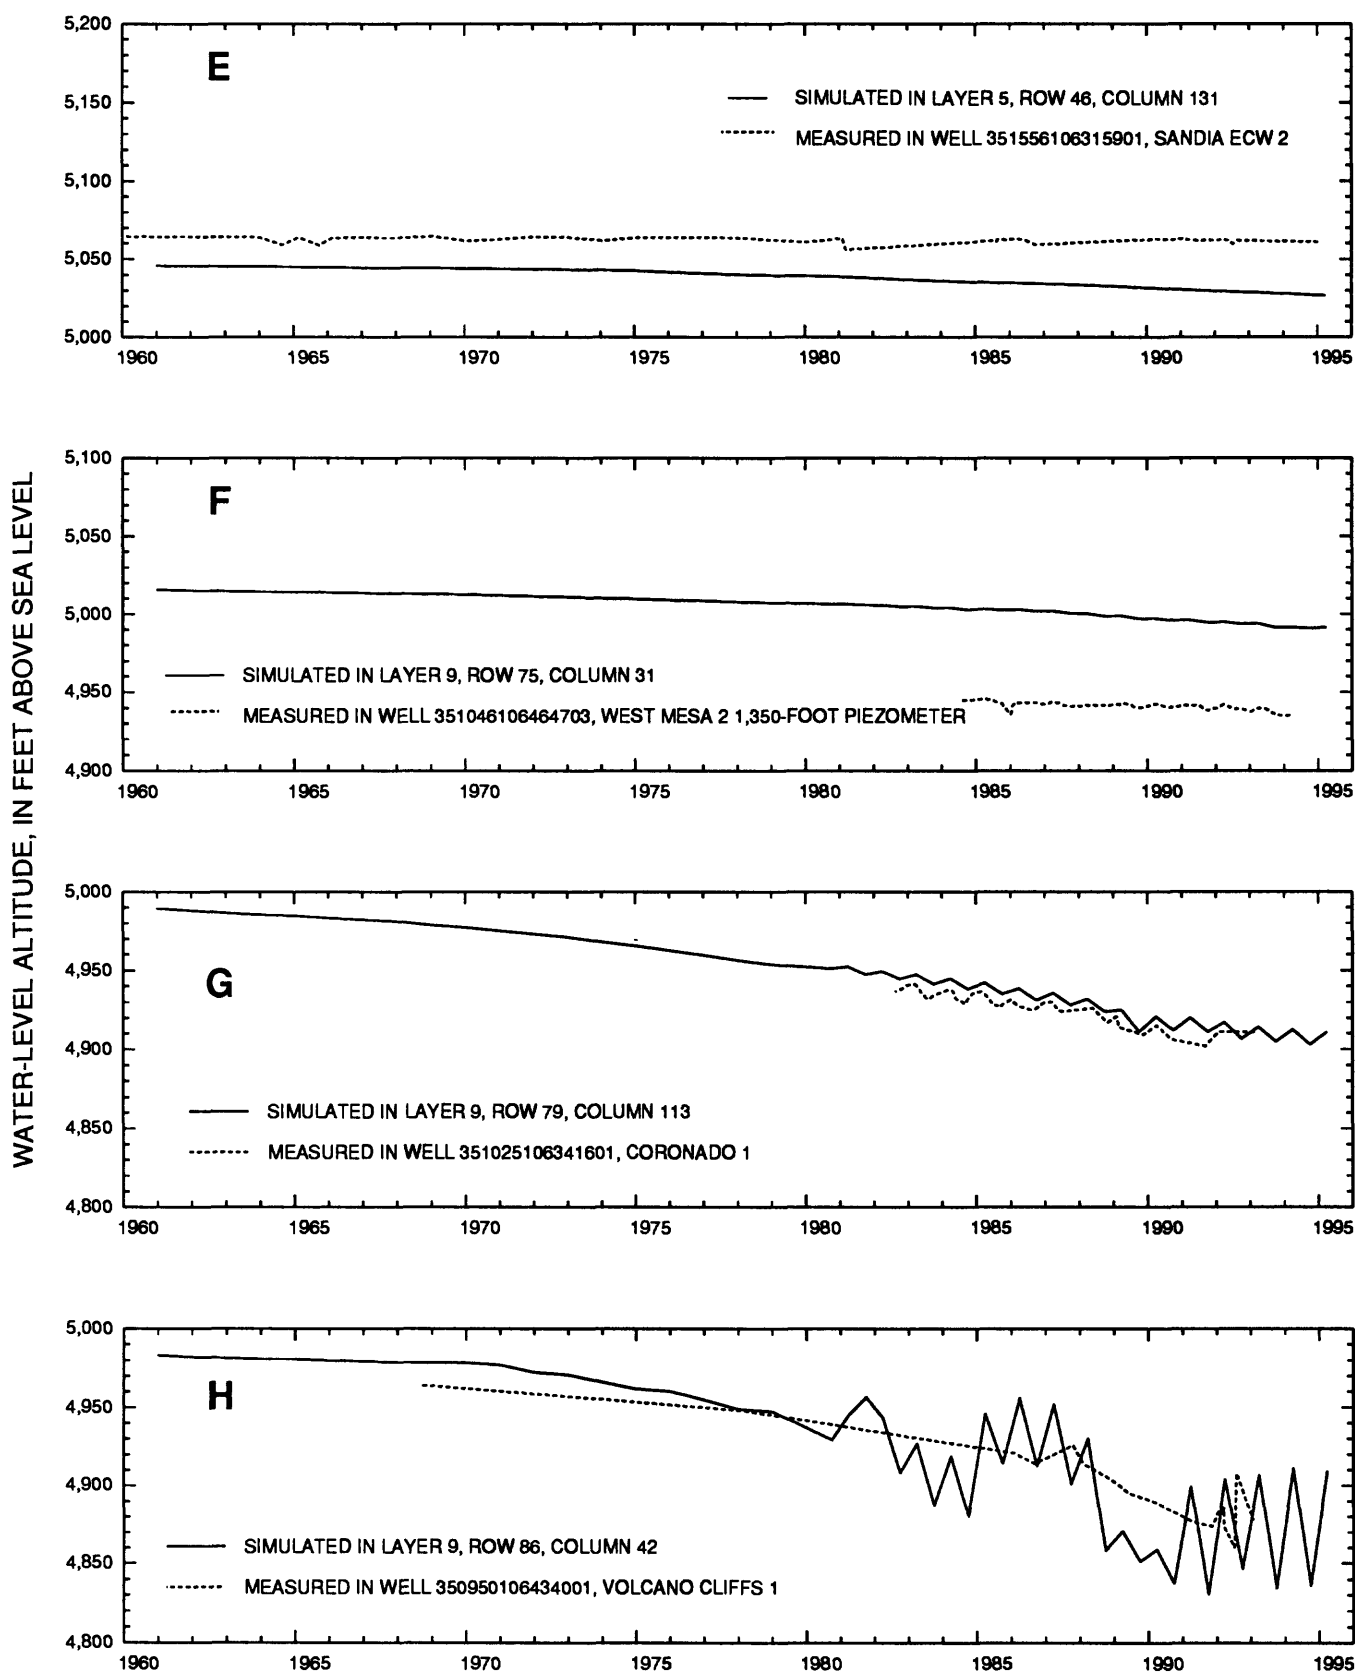 WATER-LEVEL ALTITUDE, IN FEET ABOVE SEA LEVEL
5,200
E
SIMULATED IN LAYER 5, ROW 46, COLUMN 131
5,150
MEASURED IN WELL 351556106315901, SANDIA ECW 2
5,100
5,050
5,000
1960 1965 1970 1975 1980 1985 1990 1995
5,100
F
5,050
5,000
SIMULATED IN LAYER 9, ROW 75, COLUMN 31
4,950
MEASURED IN WELL 351046106464703, WEST MESA 2 1,350-FOOT PIEZOMETER
4,900
1960 1965 1970 1975 1980 1985 1990 1995
5,000
4,950
G
4,900
SIMULATED IN LAYER 9, ROW 79, COLUMN 113
4,850
MEASURED IN WELL 351025106341601, CORONADO 1
4,800
1960 1965 1970 1975 1980 1985 1990 1995
5,000
H
4,950
4,900
SIMULATED IN LAYER 9, ROW 86, COLUMN 42
4,850
MEASURED IN WELL 350950106434001, VOLCANO CLIFFS 1
4,800
1960 1965 1970 1975 1980 1985 1990 1995